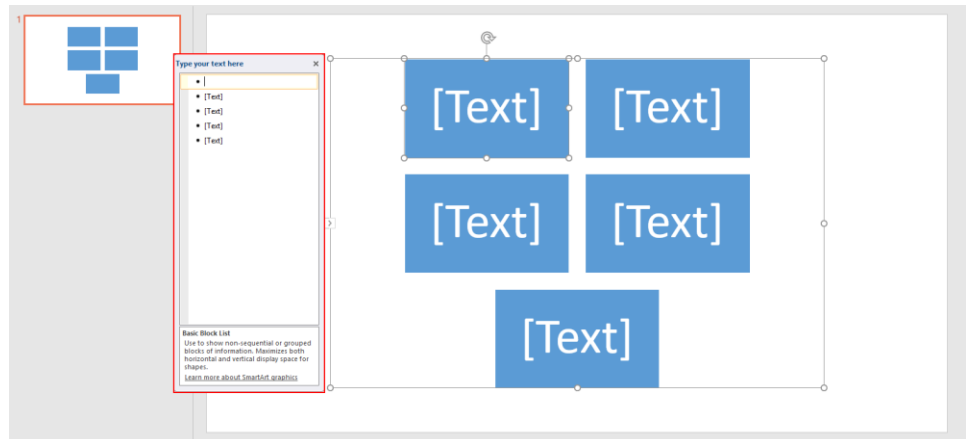 1
Type your text here
[Text]
[Text]
[Text]
[Text]
Basic Block List
Use to show non-sequential or grouped
blocks of information. Maximizes both
horizontal and vertical display space for
shapes.
Learn more about SmartArt graphics
[Text] [Text]
[Text] [Text]
[Text]